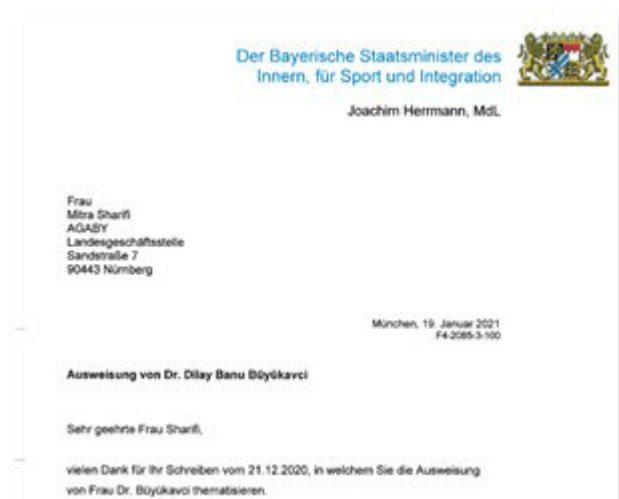 Der Bayerische Staatsminister des
Innern, für Sport und Integration
Joachim Herrmann, MdL
Frau
Mitra Sharifi
AGABY
Landesgeschäftsstelle
Sandstraße 7
90443 Nürnberg
München, 19. Januar 2021
F4-2085-3-100
Ausweisung von Dr. Dilay Banu Büyükavci
Sehr geehrte Frau Sharifi,
vielen Dank für Ihr Schreiben vom 21.12.2020, in welchem Sie die Ausweisung
von Frau Dr. Büyükavci thematisieren.